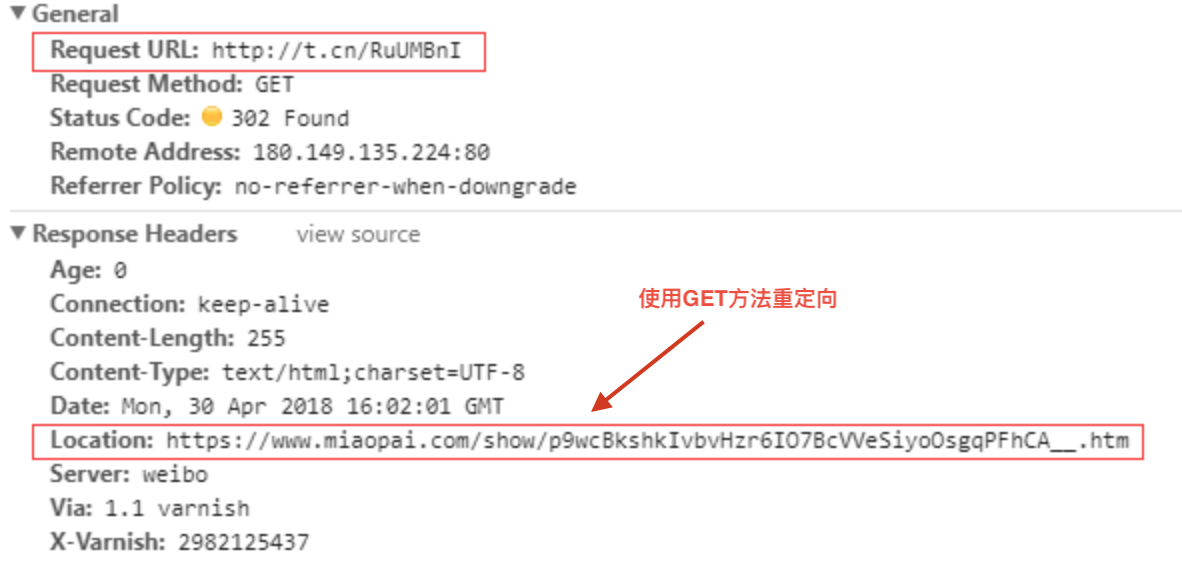 ▼ General
Request URL: http://t.cn/RuUMBnI
Request Method: GET
Status Code: 302 Found
Remote Address: 180.149.135.224:80
Referrer Policy: no-referrer-when-downgrade
▼ Response Headers view source
Age: 0
Connection: keep-alive
使用GET方法重定向
Content-Length: 255
Content-Type: text/html;charset=UTF-8
Date: Mon, 30 Apr 2018 16:02:01 GMT
Location: https://www.miaopai.com/show/p9wcBkshkIvbvHzr6IO7BcVVeSiyoOsgqPFhCA__.htm
Server: weibo
Via: 1.1 varnish
X-Varnish: 2982125437